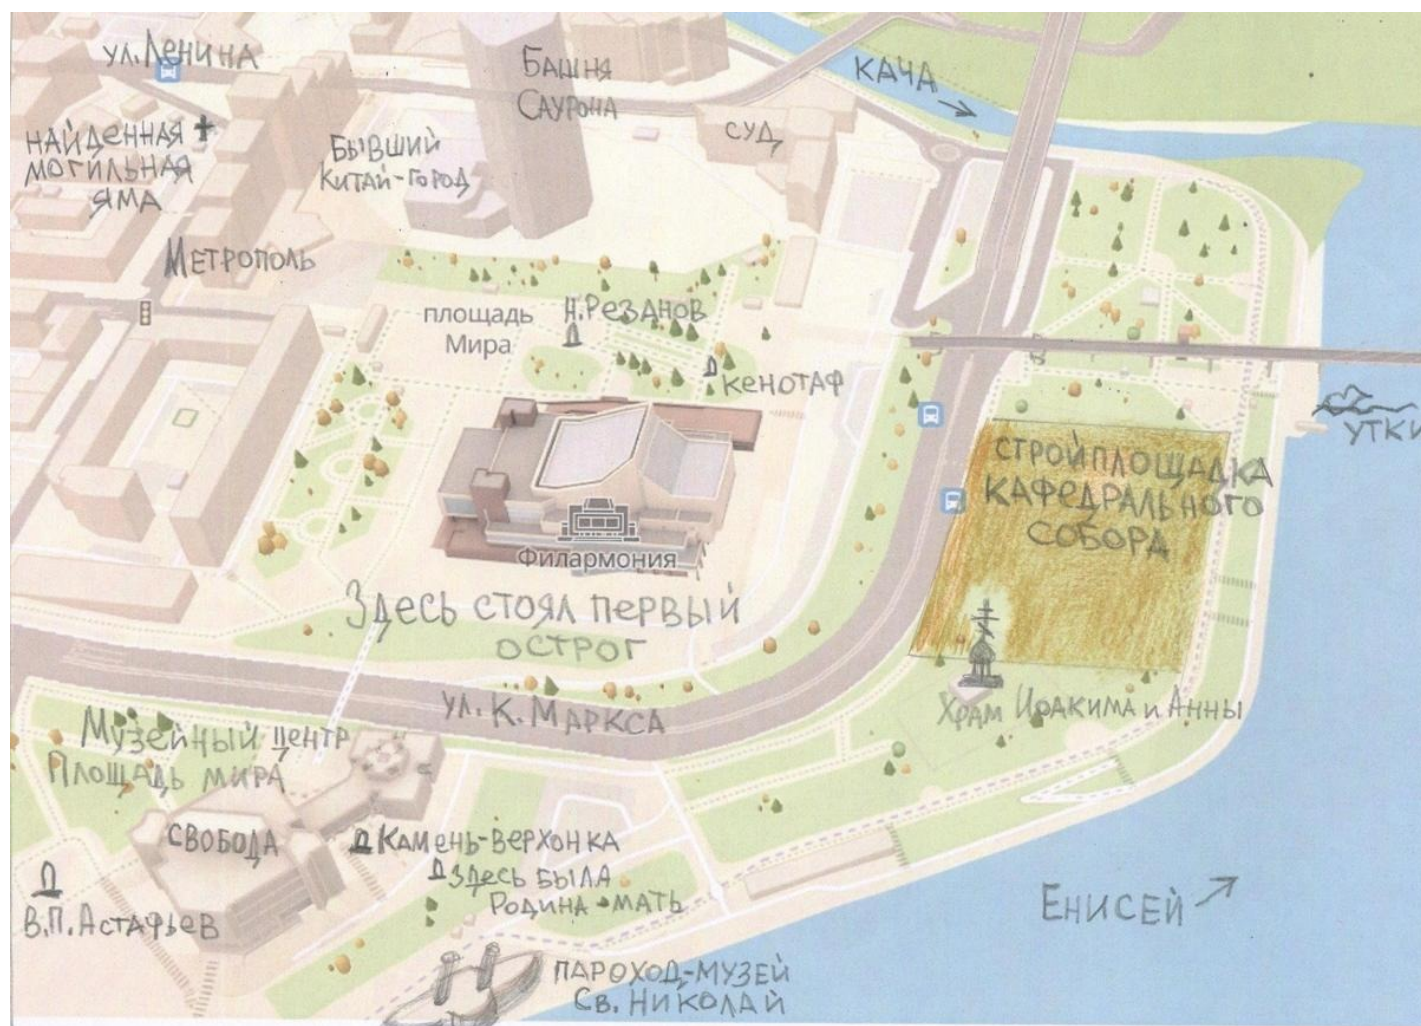 ул. Ленина
Башня
Саурона
КАЧА
НАЙДЕННАЯ
МОГИЛЬНАЯ
ЯМА
БЫВШИЙ
КИТАЙ-ГОРОД
СУД
МЕТРОПОЛЬ
площадь
Мира
Н. Резанов
кенотаф
УТКИ
СТРОЙПЛОЩАДКА
КАФЕДРАЛЬНОГО
СОБОРА
Филармония
Здесь стоял первый
острог
ул. К. Маркса
Храм Иоакима и Анны
Музейный центр
Площадь мира
СВОБОДА
Камень-Верхонка
Здесь была
Родина-мать
В.П. Астафьев
Енисей
ПАРОХОД-МУЗЕЙ
Св. НИКОЛАЙ